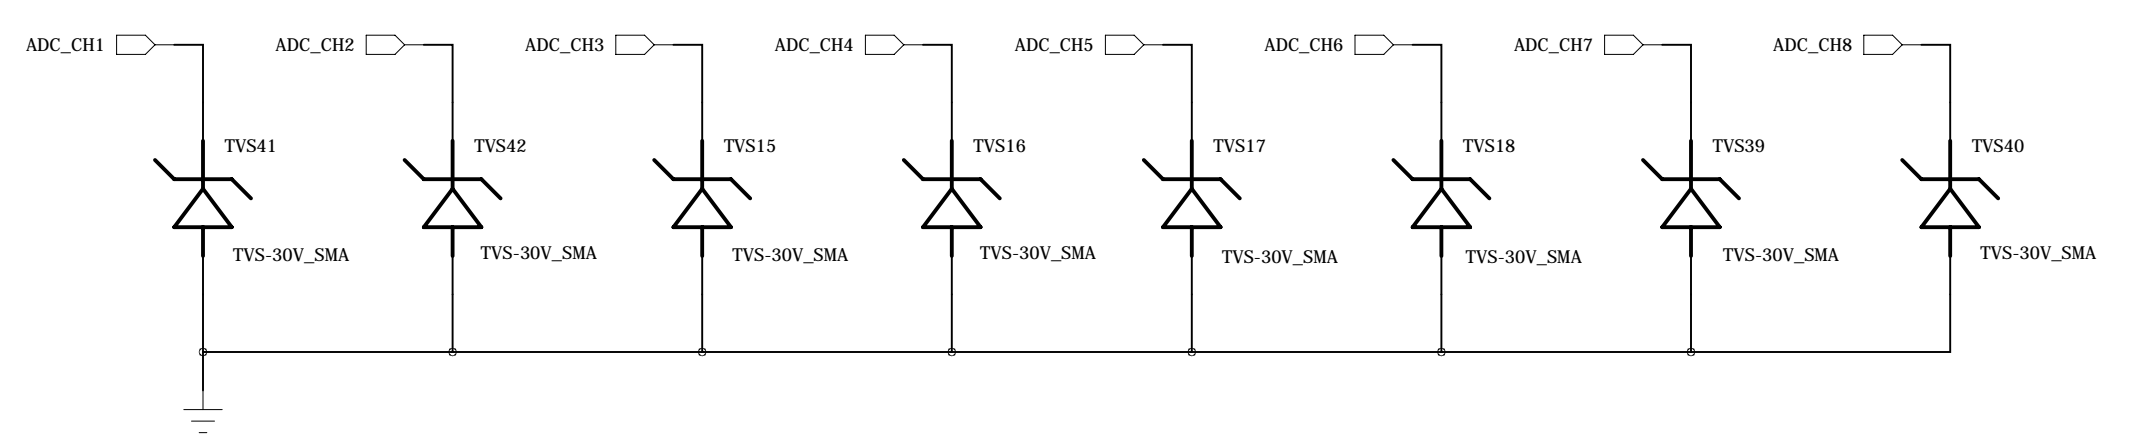 ADC_CH1 ADC_CH2 ADC_CH3 ADC_CH4 ADC_CH5 ADC_CH6 ADC_CH7 ADC_CH8
TVS41 TVS42 TVS15 TVS16 TVS17 TVS18 TVS39 TVS40
TVS-30V_SMA TVS-30V_SMA TVS-30V_SMA TVS-30V_SMA TVS-30V_SMA TVS-30V_SMA TVS-30V_SMA TVS-30V_SMA